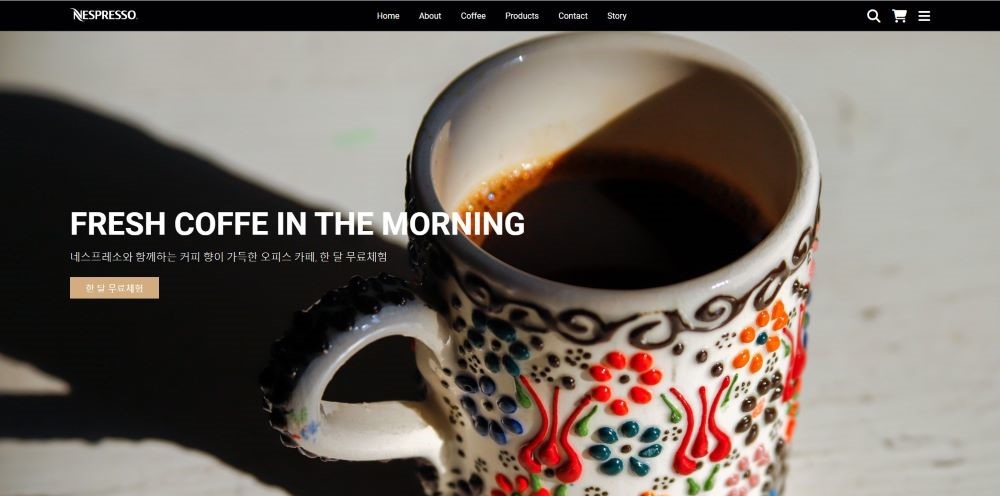 NESPRESSO.
Home About Coffee Products Contact Story
FRESH COFFE IN THE MORNING
네스프레소와 함께하는 커피 향이 가득한 오피스 카페, 한 달 무료체험
한 달 무료체험